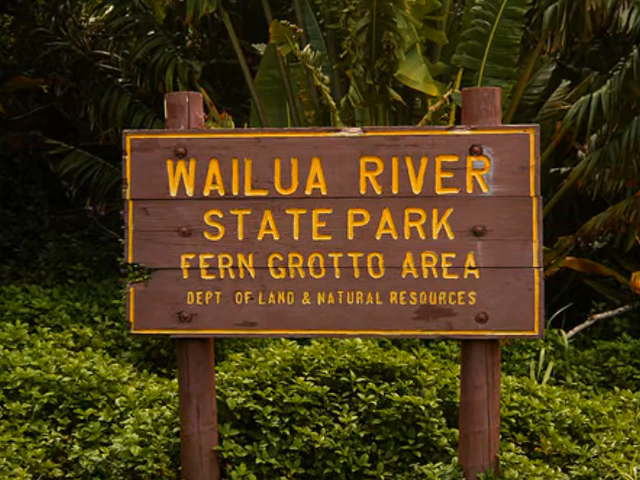 WAILUA RIVER
STATE PARK
FERN GROTTO AREA
DEPT. OF LAND & NATURAL RESOURCES